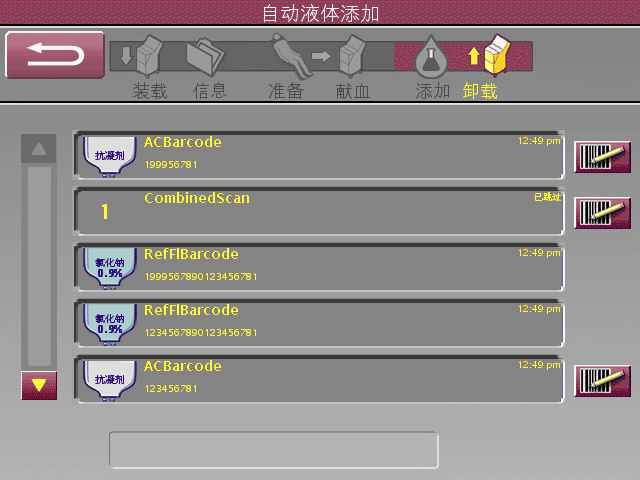 自动液体添加
装载 信息 准备 献血 添加 卸载
抗凝剂 ACBarcode 12:49 pm
199956781
1 CombinedScan 已跳过
氯化钠 0.9% RefFlBarcode 12:49 pm
1999567890123456781
氯化钠 0.9% RefFlBarcode 12:49 pm
1234567890123456781
抗凝剂 ACBarcode 12:49 pm
123456781